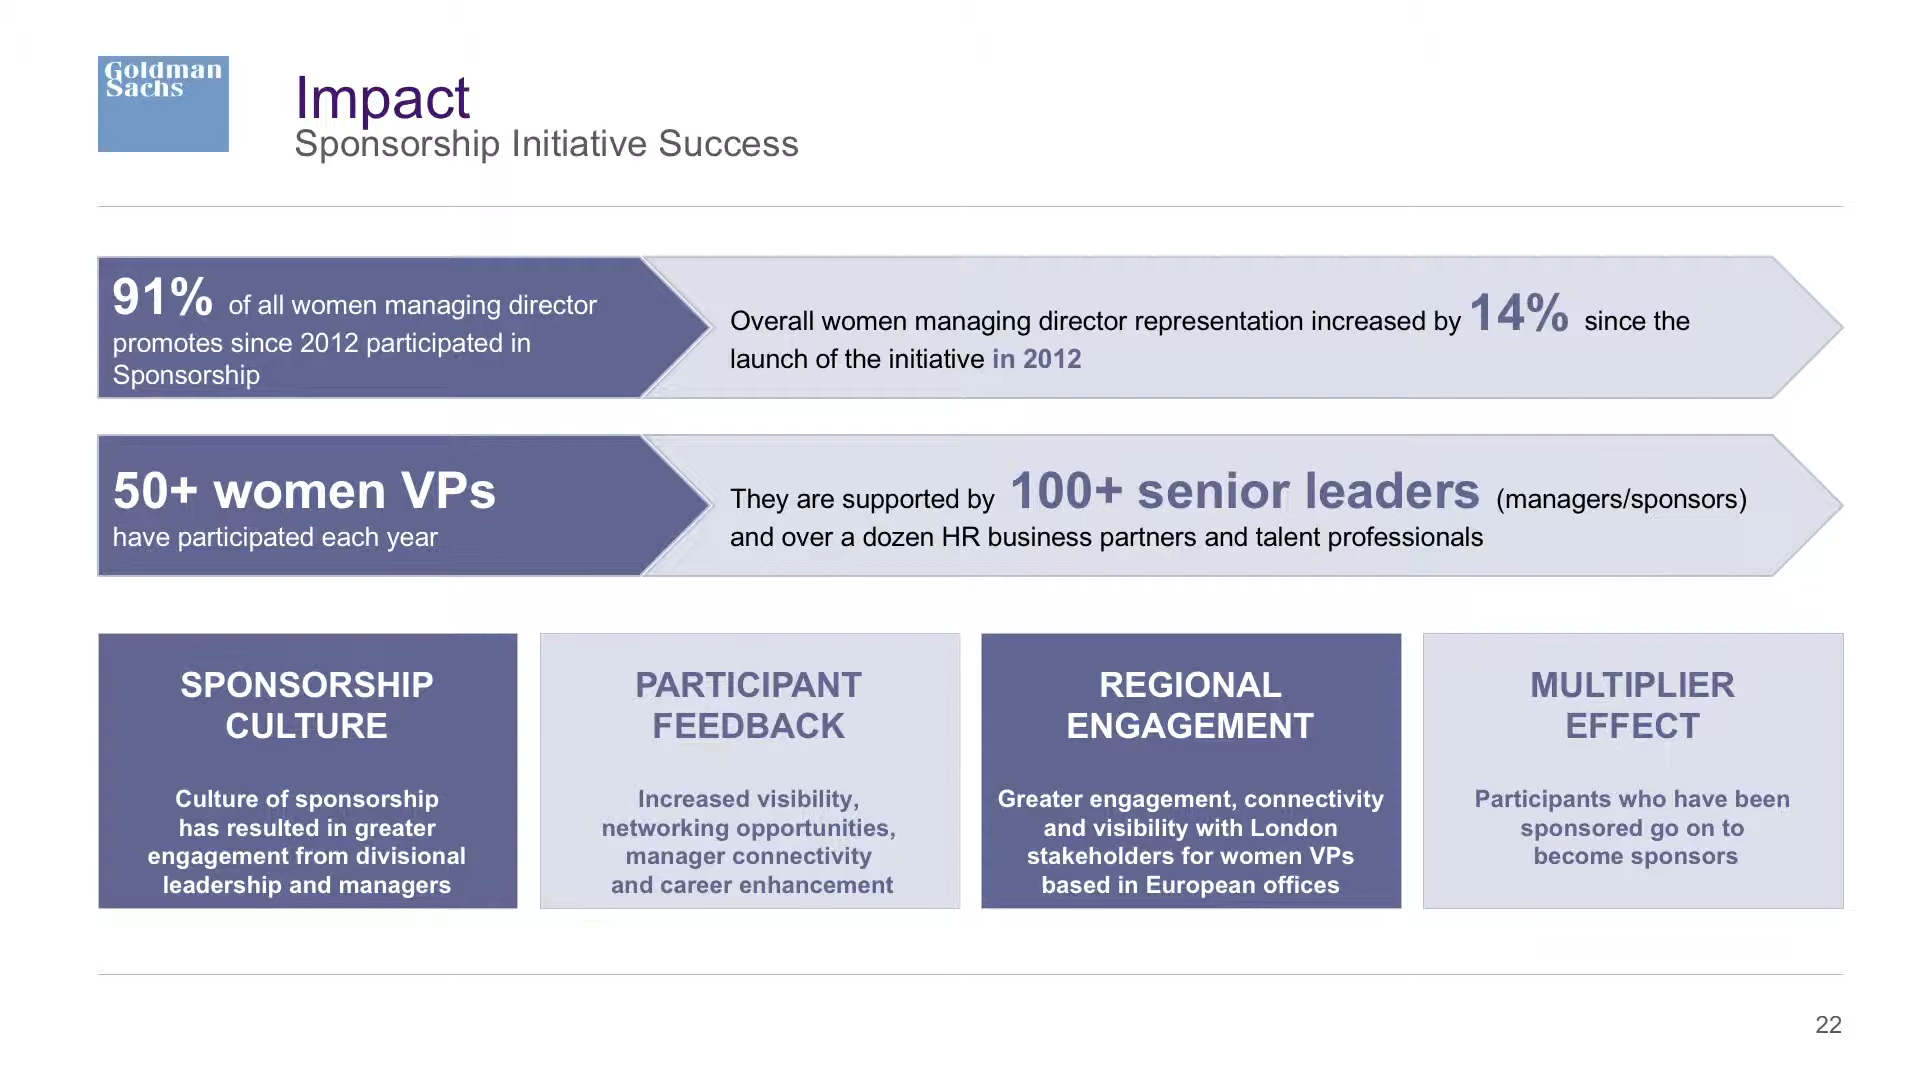 Goldman
Sachs
Impact
Sponsorship Initiative Success
91% of all women managing director
promotes since 2012 participated in
Sponsorship
Overall women managing director representation increased by 14% since the
launch of the initiative in 2012
50+ women VPs
have participated each year
They are supported by 100+ senior leaders (managers/sponsors)
and over a dozen HR business partners and talent professionals
SPONSORSHIP
CULTURE
Culture of sponsorship
has resulted in greater
engagement from divisional
leadership and managers
PARTICIPANT
FEEDBACK
Increased visibility,
networking opportunities,
manager connectivity
and career enhancement
REGIONAL
ENGAGEMENT
Greater engagement, connectivity
and visibility with London
stakeholders for women VPs
based in European offices
MULTIPLIER
EFFECT
Participants who have been
sponsored go on to
become sponsors
22